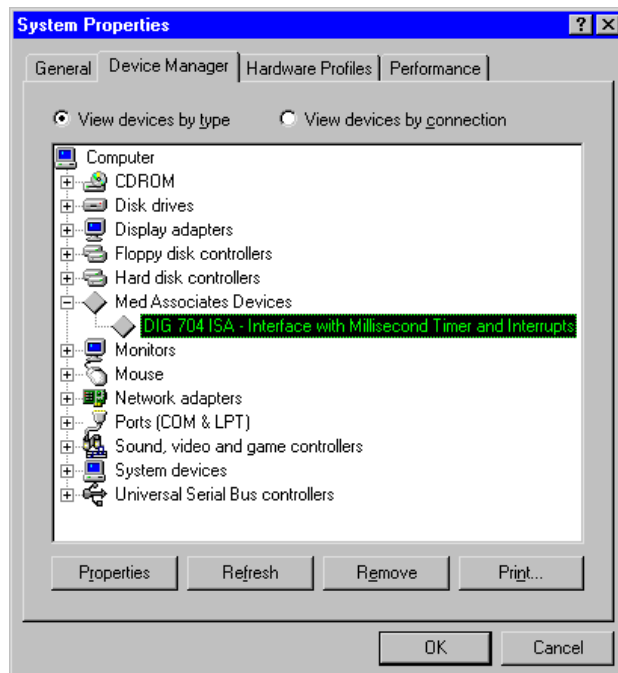 System Properties
General Device Manager Hardware Profiles Performance
View devices by type View devices by connection
Computer
CDROM
Disk drives
Display adapters
Floppy disk controllers
Hard disk controllers
Med Associates Devices
DIG 704 ISA - Interface with Millisecond Timer and Interrupts
Monitors
Mouse
Network adapters
Ports (COM & LPT)
Sound, video and game controllers
System devices
Universal Serial Bus controllers
Properties Refresh Remove Print...
OK Cancel